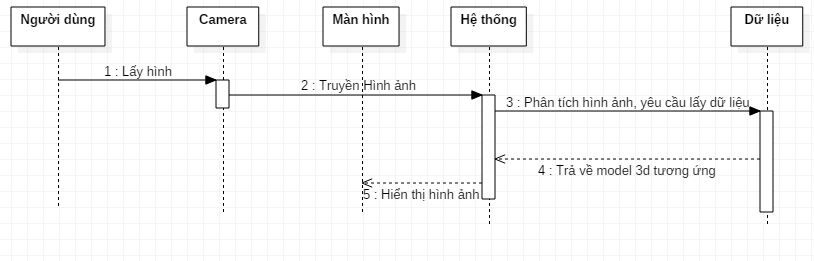 Người dùng
Camera
Màn hình
Hệ thống
Dữ liệu
1 : Lấy hình
2 : Truyền Hình ảnh
3 : Phân tích hình ảnh, yêu cầu lấy dữ liệu
4 : Trả về model 3d tương ứng
5 : Hiển thị hình ảnh